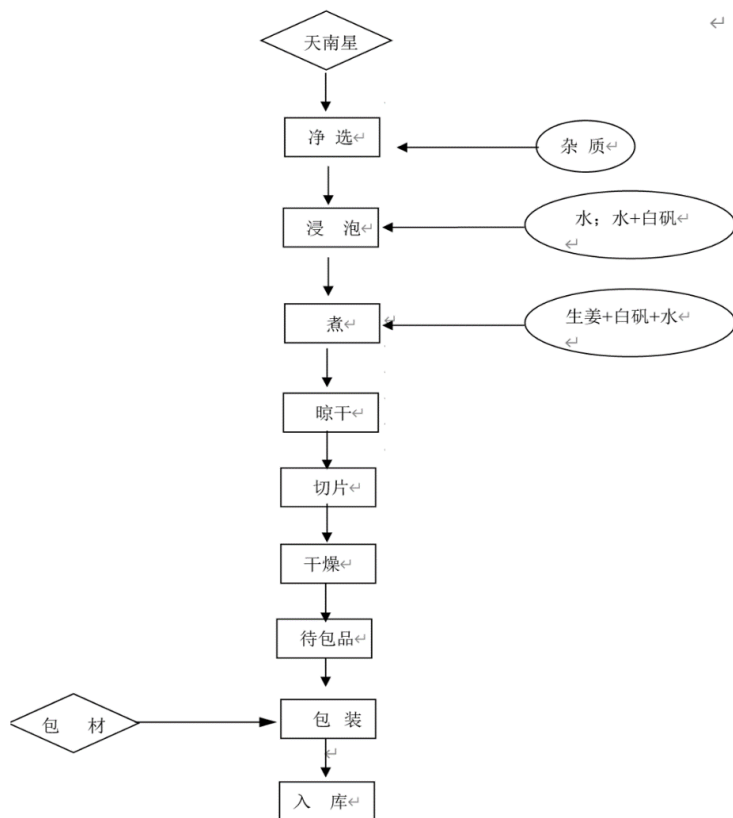 天南星
净 选
杂 质
浸 泡
水；水+白矾
煮
生姜+白矾+水
晾干
切片
干燥
待包品
包 材
包 装
入 库